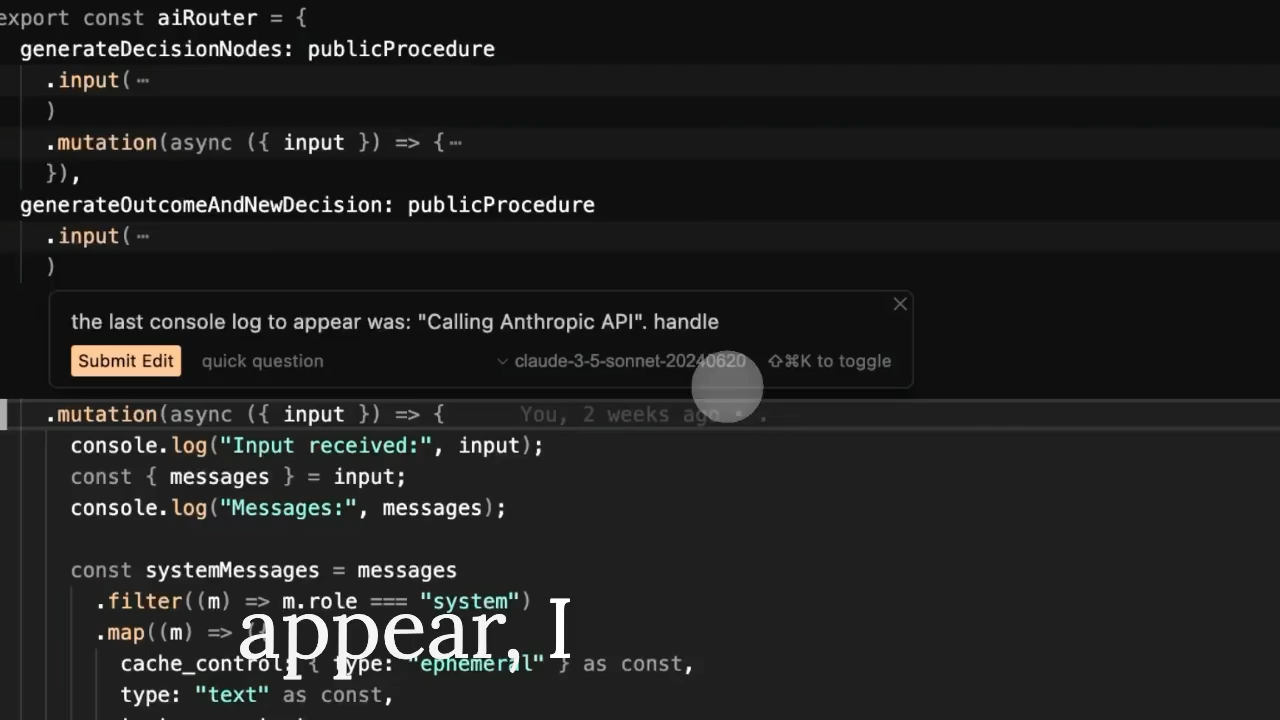 export const aiRouter = {
generateDecisionNodes: publicProcedure
.input( ⋯
)
.mutation(async ({ input }) => { ⋯
}),
generateOutcomeAndNewDecision: publicProcedure
.input( ⋯
)
the last console log to appear was: "Calling Anthropic API". handle
Submit Edit quick question claude-3-5-sonnet-20240620 ⇧⌘K to toggle
.mutation(async ({ input }) => { You, 2 weeks ago • .
console.log("Input received:", input);
const { messages } = input;
console.log("Messages:", messages);
const systemMessages = messages
.filter((m) => m.role === "system")
.map((m) => ({
appear, I
cache_control: { type: "ephemeral" } as const,
type: "text" as const,